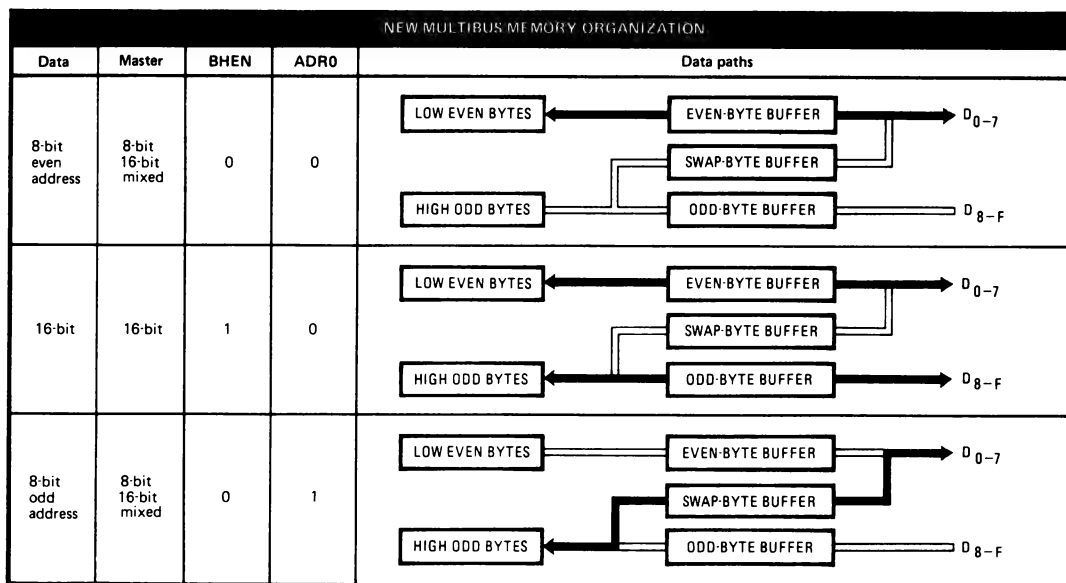 NEW MULTIBUS MEMORY ORGANIZATION
Data Master BHEN ADR0 Data paths
8-bit even address
8-bit 16-bit mixed
0
0
LOW EVEN BYTES EVEN-BYTE BUFFER D0-7
SWAP-BYTE BUFFER
HIGH ODD BYTES ODD-BYTE BUFFER D8-F
16-bit
16-bit
1
0
LOW EVEN BYTES EVEN-BYTE BUFFER D0-7
SWAP-BYTE BUFFER
HIGH ODD BYTES ODD-BYTE BUFFER D8-F
8-bit odd address
8-bit 16-bit mixed
0
1
LOW EVEN BYTES EVEN-BYTE BUFFER D0-7
SWAP-BYTE BUFFER
HIGH ODD BYTES ODD-BYTE BUFFER D8-F